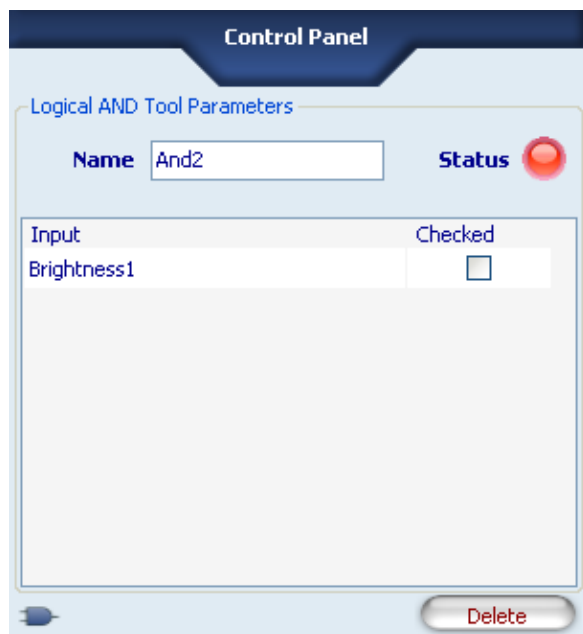 Control Panel
Logical AND Tool Parameters
Name And2 Status
Input Checked
Brightness1
Delete